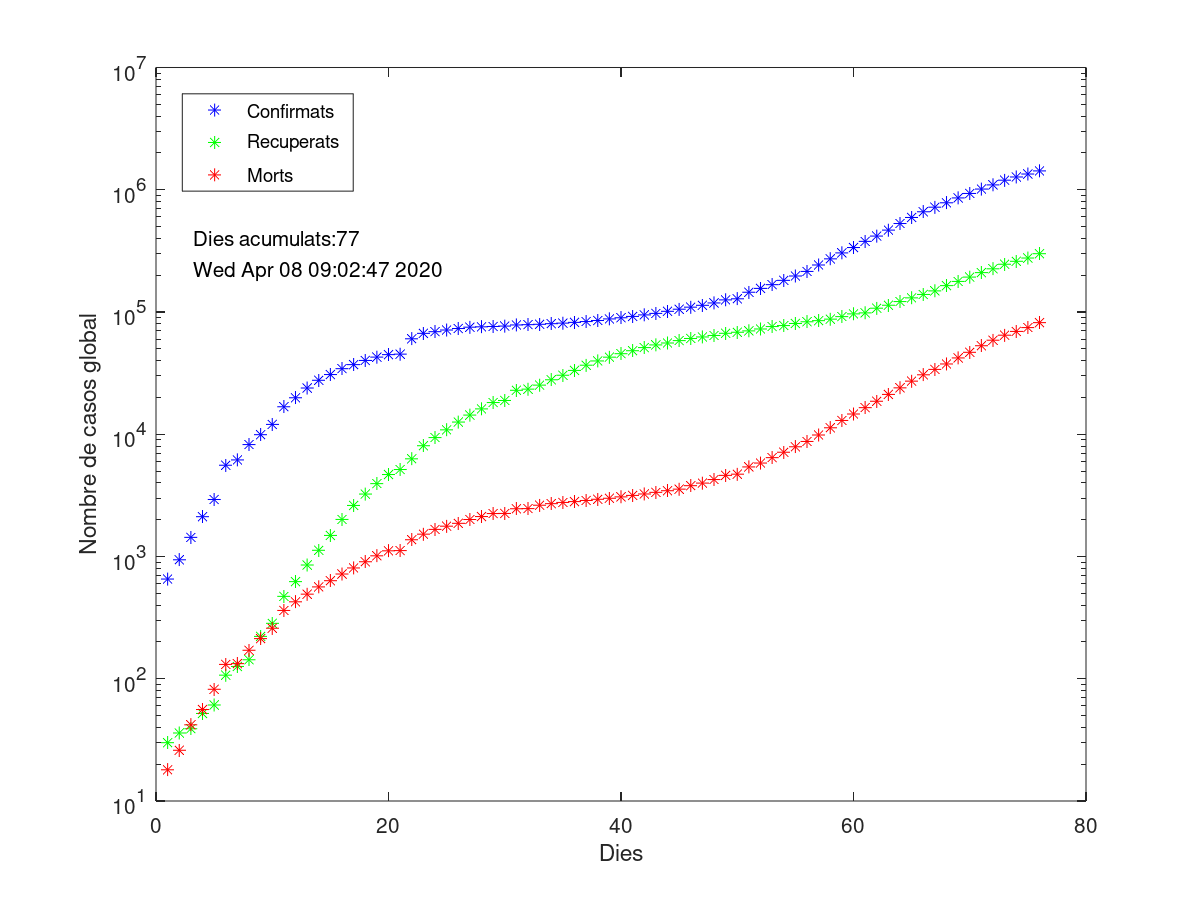 10^7
Confirmats
Recuperats
Morts
10^6
Dies acumulats:77
Wed Apr 08 09:02:47 2020
10^5
10^4
10^3
10^2
10^1
Nombre de casos global
0 20 40 60 80
Dies